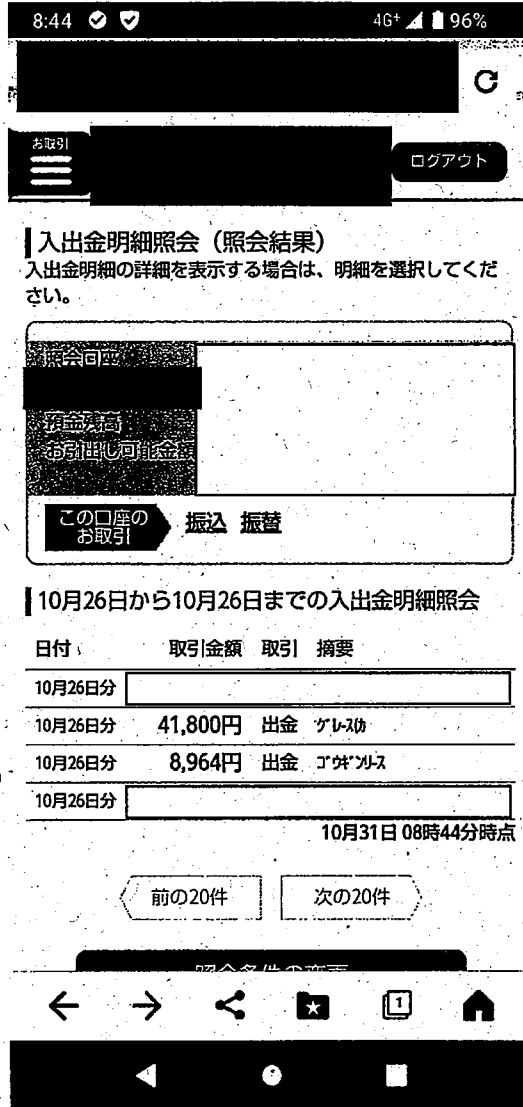 8:44 4G+ 96%
お取引
ログアウト
入出金明細照会（照会結果）
入出金明細の詳細を表示する場合は、明細を選択してくだ
さい。
照会口座
預金残高
お引出し可能金額
この口座の
お取引
振込 振替
10月26日から10月26日までの入出金明細照会
日付 取引金額 取引 摘要
10月26日分
10月26日分 41,800円 出金
10月26日分 8,964円 出金 ｺﾞｳｷﾞﾝﾘｰｽ
10月26日分
10月31日 08時44分時点
前の20件 次の20件
照会条件の変更
1